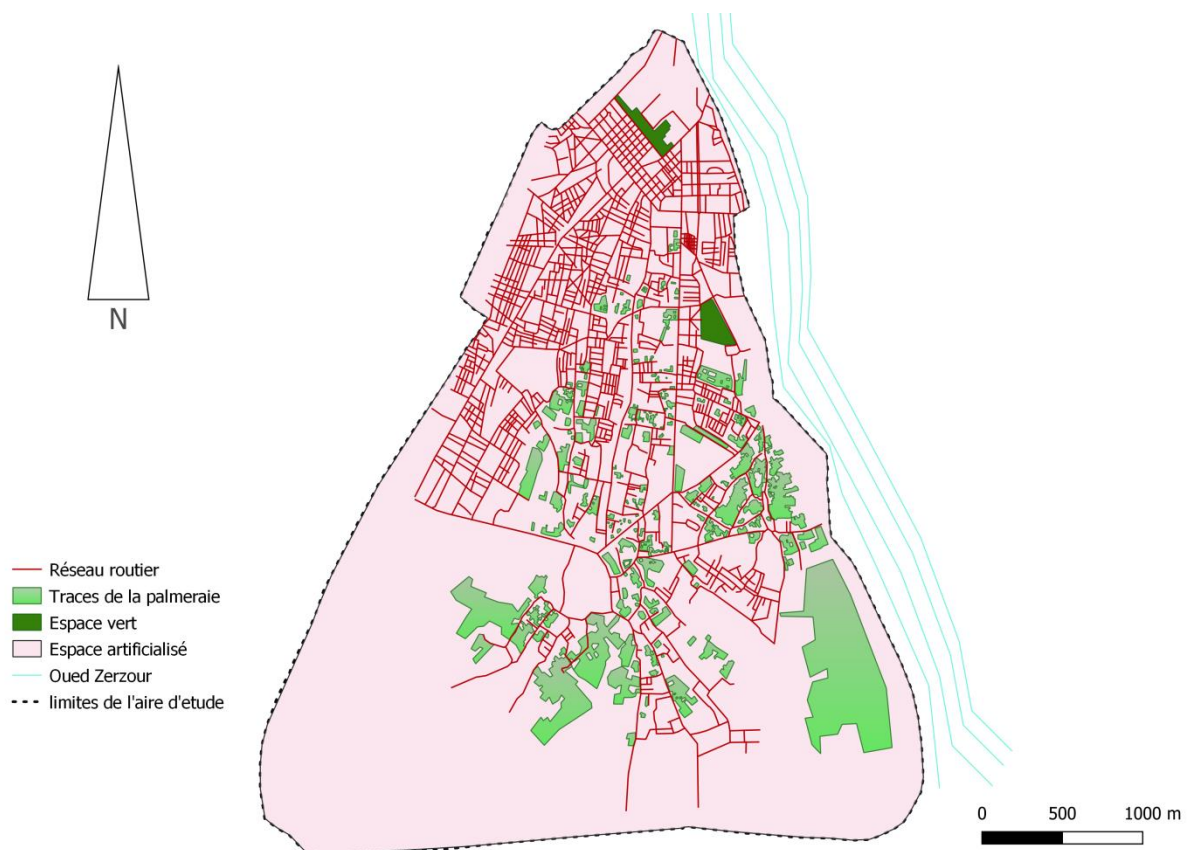 N
Réseau routier
Traces de la palmeraie
Espace vert
Espace artificialisé
Oued Zerzour
limites de l'aire d'etude
0 500 1000 m